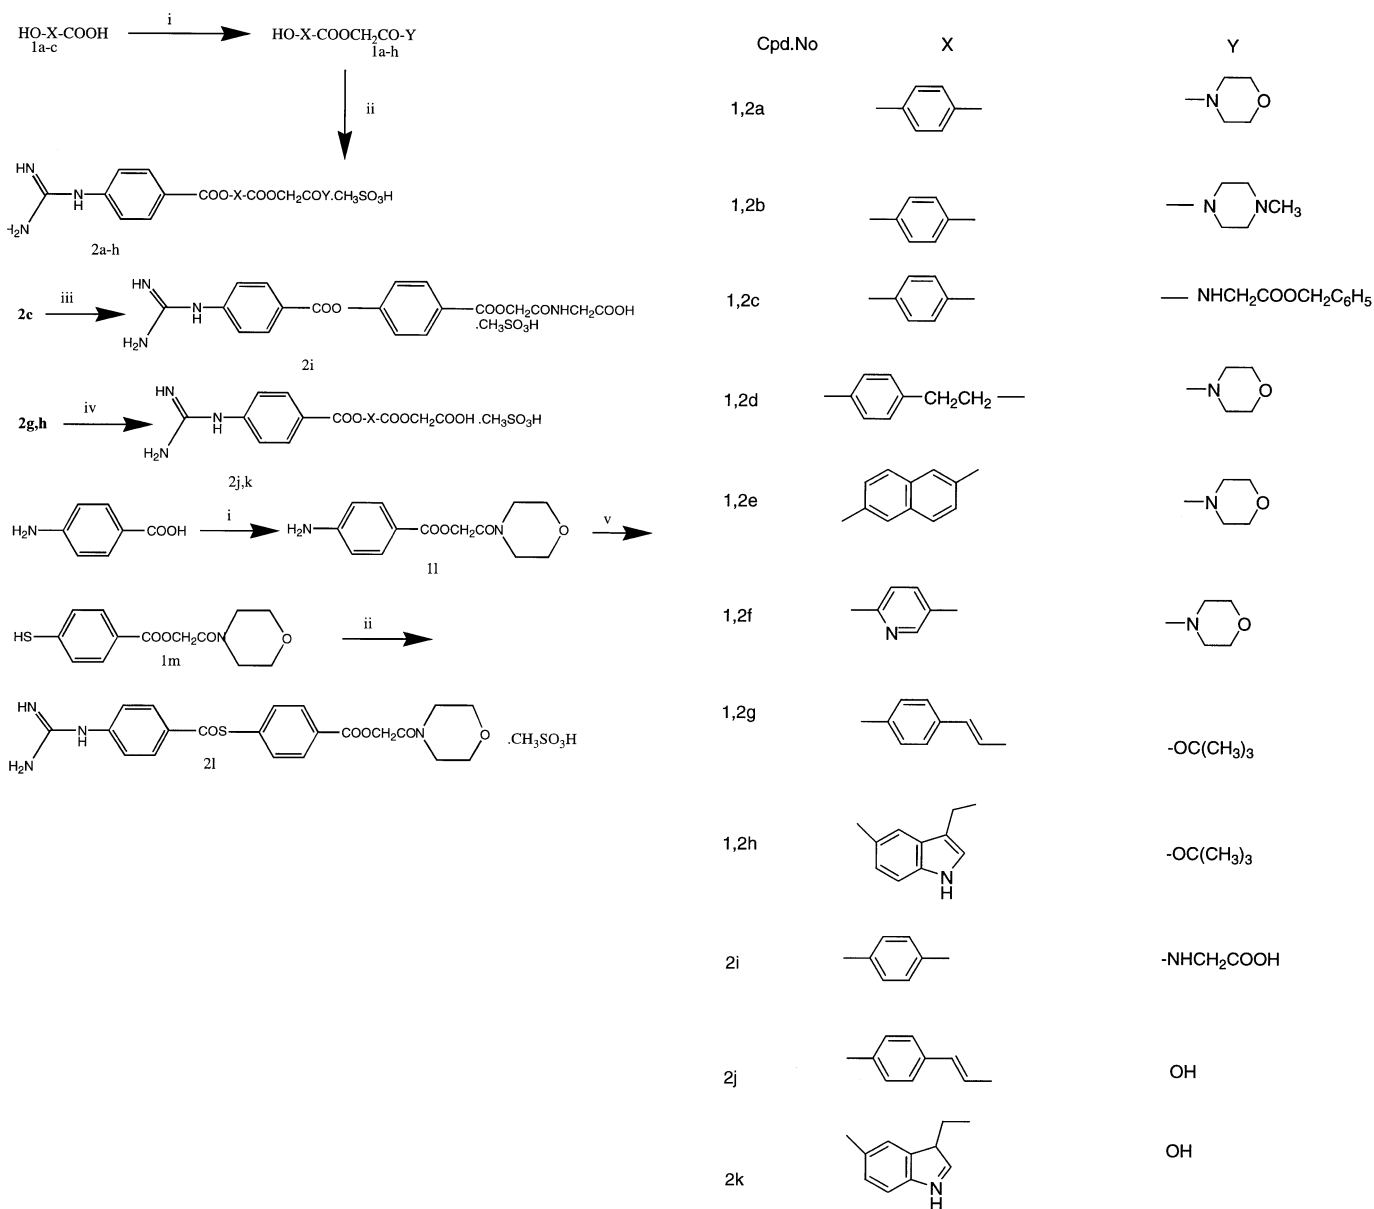 HO-X-COOH
1a-c
i
HO-X-COOCH2CO-Y
1a-h
ii
HN
H2N
N
H
COO-X-COOCH2COY.CH3SO3H
2a-h
2c
iii
HN
H2N
N
H
COO
COOCH2CONHCH2COOH
.CH3SO3H
2i
2g,h
iv
HN
H2N
N
H
COO-X-COOCH2COOH .CH3SO3H
2j,k
H2N
COOH
i
H2N
COOCH2CON
O
1l
v
HS
COOCH2CON
O
1m
ii
HN
H2N
N
H
COS
COOCH2CON
O
.CH3SO3H
2l
Cpd.No X Y
1,2a
N O
1,2b
N NCH3
1,2c
NHCH2COOCH2C6H5
1,2d
CH2CH2
N O
1,2e
N O
1,2f
N
N O
1,2g
-OC(CH3)3
1,2h
N
H
-OC(CH3)3
2i
-NHCH2COOH
2j
OH
2k
N
H
OH